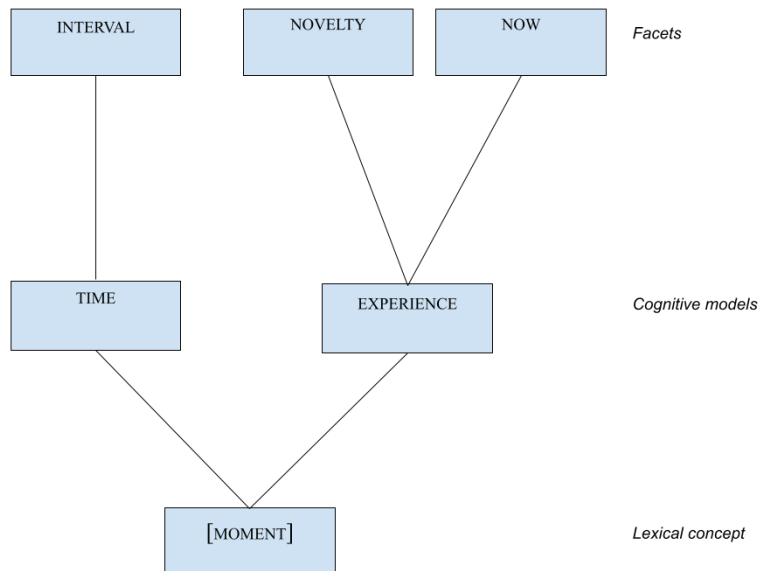 INTERVAL
NOVELTY
NOW
Facets
TIME
EXPERIENCE
Cognitive models
[MOMENT]
Lexical concept